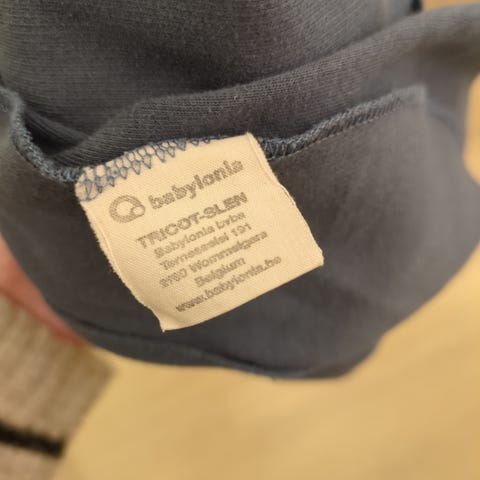 babylonia
TRICOT-SLEN
Babylonia bvba
Ternesselei 191
2160 Wommelgem
Belgium
www.babylonia.be